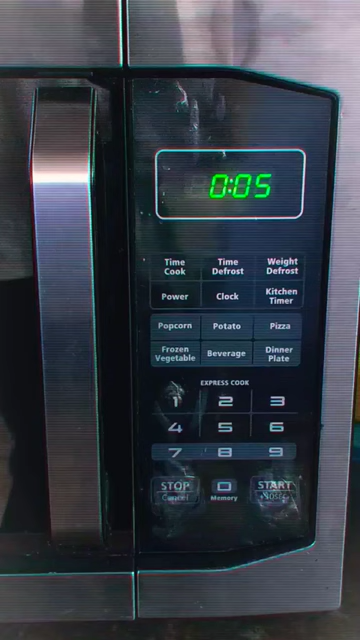 0:05
Time Cook
Time Defrost
Weight Defrost
Power
Clock
Kitchen Timer
Popcorn
Potato
Pizza
Frozen Vegetable
Beverage
Dinner Plate
EXPRESS COOK
1 2 3
4 5 6
7 8 9
STOP
Cancel
0
Memory
START
+30SEC